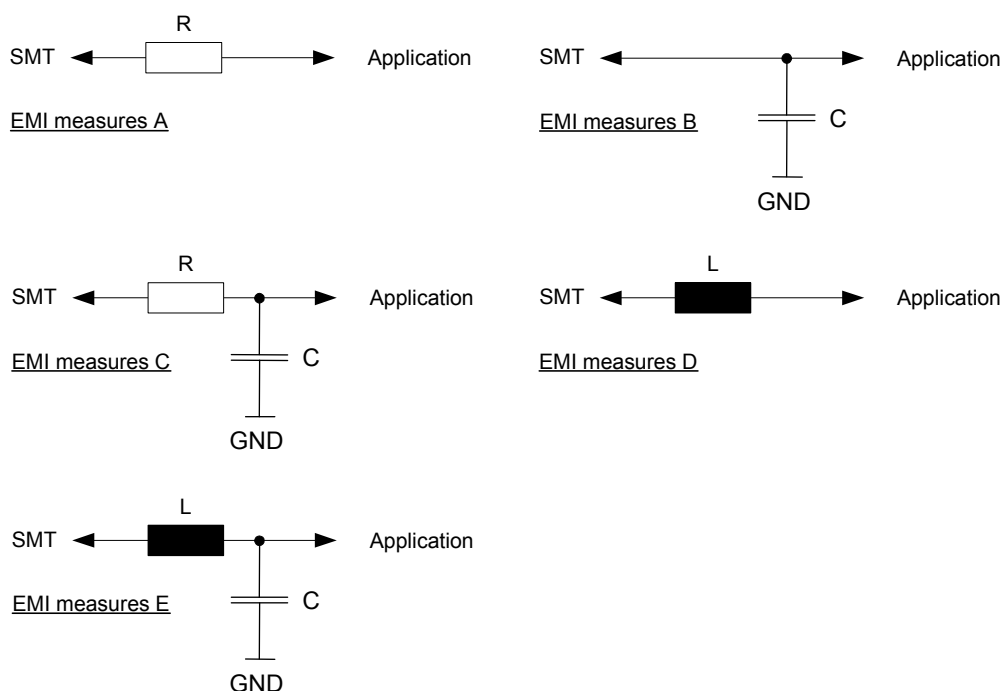 R
SMT Application
EMI measures A
SMT Application
EMI measures B
C
GND
R
SMT Application
EMI measures C
C
GND
L
SMT Application
EMI measures D
L
SMT Application
EMI measures E
C
GND